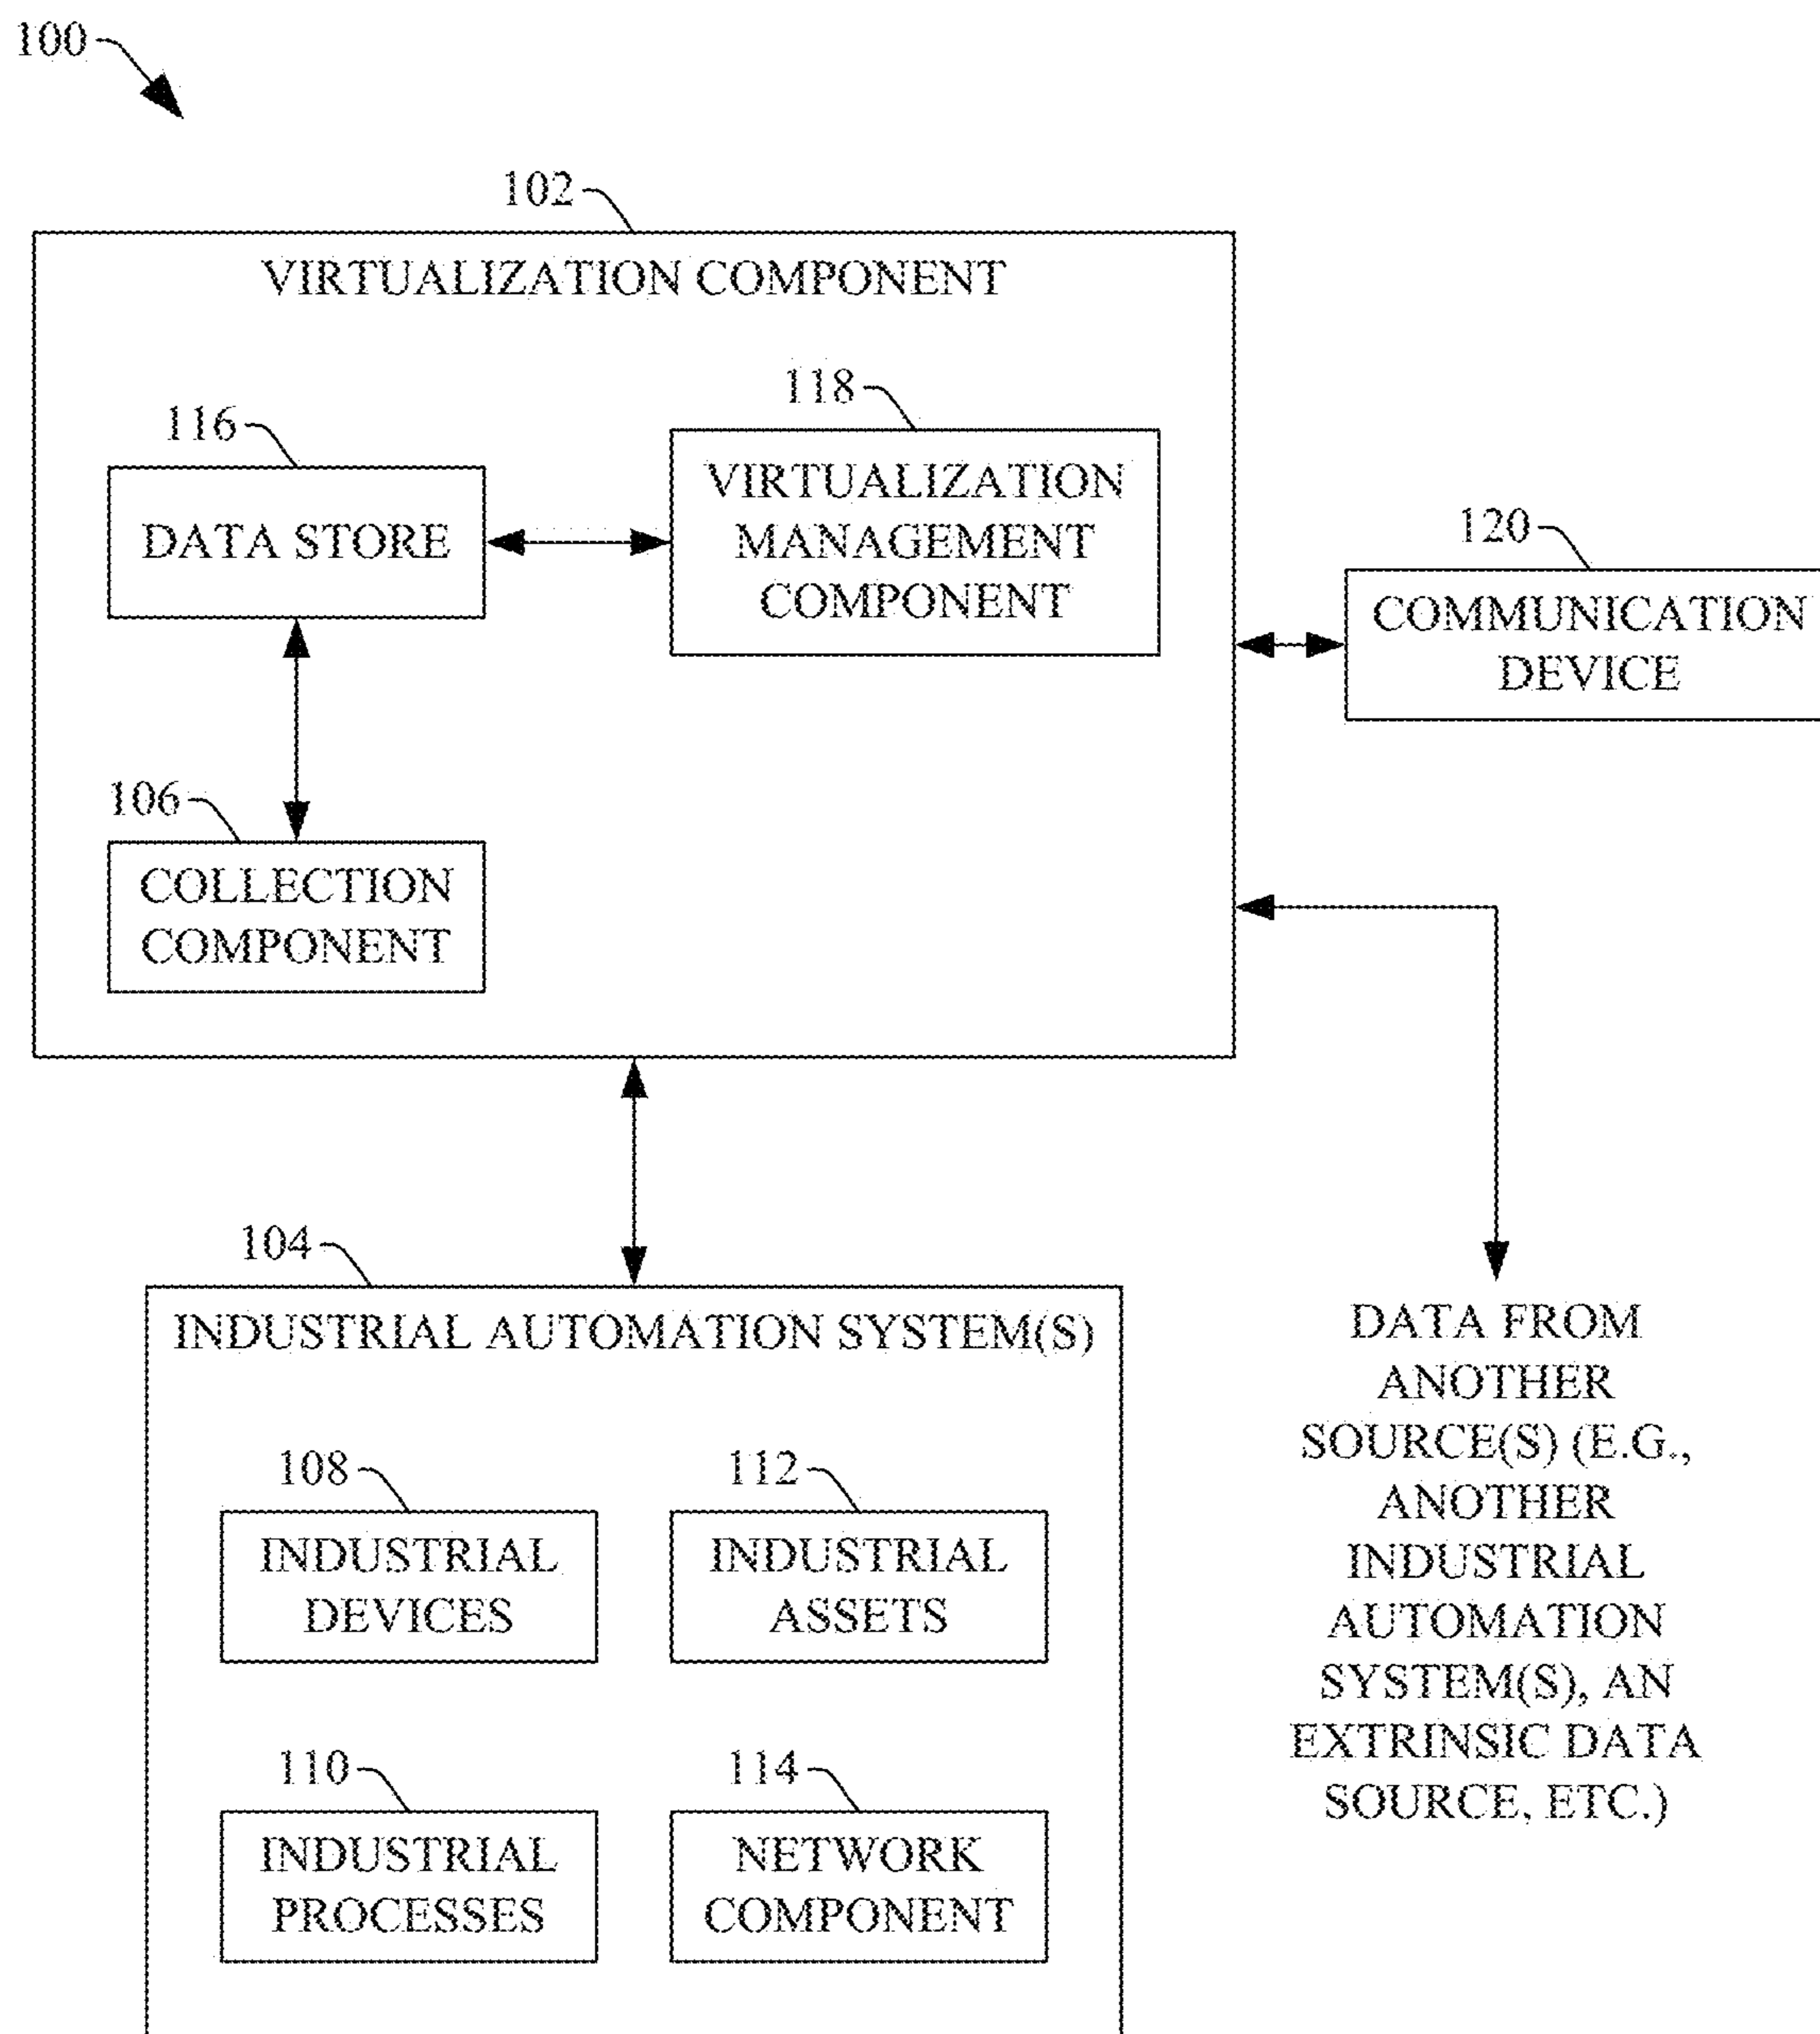 100
102
VIRTUALIZATION COMPONENT
116
DATA STORE
118
VIRTUALIZATION
MANAGEMENT
COMPONENT
106
COLLECTION
COMPONENT
120
COMMUNICATION
DEVICE
104
INDUSTRIAL AUTOMATION SYSTEM(S)
108
INDUSTRIAL
DEVICES
112
INDUSTRIAL
ASSETS
110
INDUSTRIAL
PROCESSES
114
NETWORK
COMPONENT
DATA FROM
ANOTHER
SOURCE(S) (E.G.,
ANOTHER
INDUSTRIAL
AUTOMATION
SYSTEM(S), AN
EXTRINSIC DATA
SOURCE, ETC.)